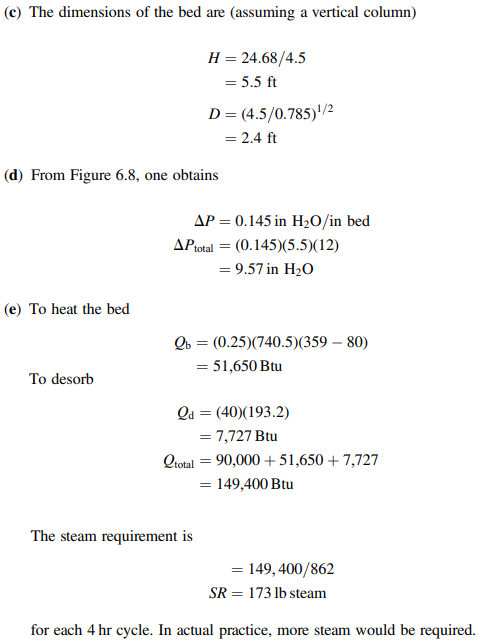 (c) The dimensions of the bed are (assuming a vertical column)
H = 24.68/4.5
= 5.5 ft
D = (4.5/0.785)^{1/2}
= 2.4 ft
(d) From Figure 6.8, one obtains
ΔP = 0.145 in H₂O/in bed
ΔP_{total} = (0.145)(5.5)(12)
= 9.57 in H₂O
(e) To heat the bed
Q_b = (0.25)(740.5)(359 − 80)
= 51,650 Btu
To desorb
Q_d = (40)(193.2)
= 7,727 Btu
Q_{total} = 90,000 + 51,650 + 7,727
= 149,400 Btu
The steam requirement is
= 149, 400/862
SR = 173 lb steam
for each 4 hr cycle. In actual practice, more steam would be required.